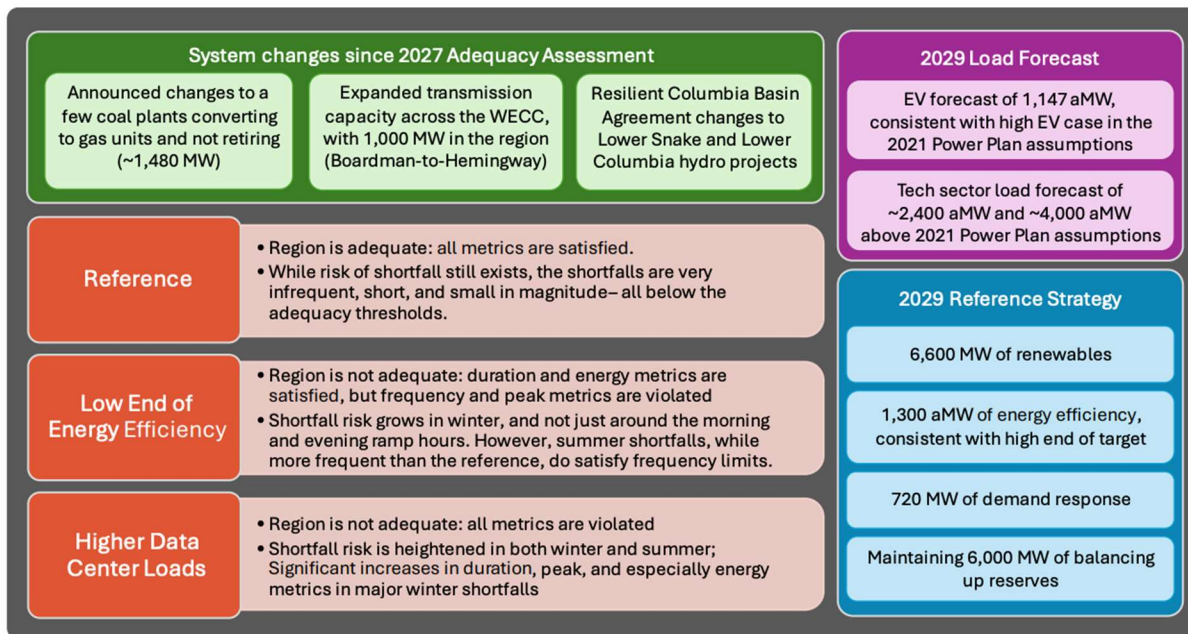 System changes since 2027 Adequacy Assessment
Announced changes to a
few coal plants converting
to gas units and not retiring
(~1,480 MW)
Expanded transmission
capacity across the WECC,
with 1,000 MW in the region
(Boardman-to-Hemingway)
Resilient Columbia Basin
Agreement changes to
Lower Snake and Lower
Columbia hydro projects
Reference
• Region is adequate: all metrics are satisfied.
• While risk of shortfall still exists, the shortfalls are very
infrequent, short, and small in magnitude– all below the
adequacy thresholds.
Low End of
Energy Efficiency
• Region is not adequate: duration and energy metrics are
satisfied, but frequency and peak metrics are violated
• Shortfall risk grows in winter, and not just around the morning
and evening ramp hours. However, summer shortfalls, while
more frequent than the reference, do satisfy frequency limits.
Higher Data
Center Loads
• Region is not adequate: all metrics are violated
• Shortfall risk is heightened in both winter and summer;
Significant increases in duration, peak, and especially energy
metrics in major winter shortfalls
2029 Load Forecast
EV forecast of 1,147 aMW,
consistent with high EV case in the
2021 Power Plan assumptions
Tech sector load forecast of
~2,400 aMW and ~4,000 aMW
above 2021 Power Plan assumptions
2029 Reference Strategy
6,600 MW of renewables
1,300 aMW of energy efficiency,
consistent with high end of target
720 MW of demand response
Maintaining 6,000 MW of balancing
up reserves